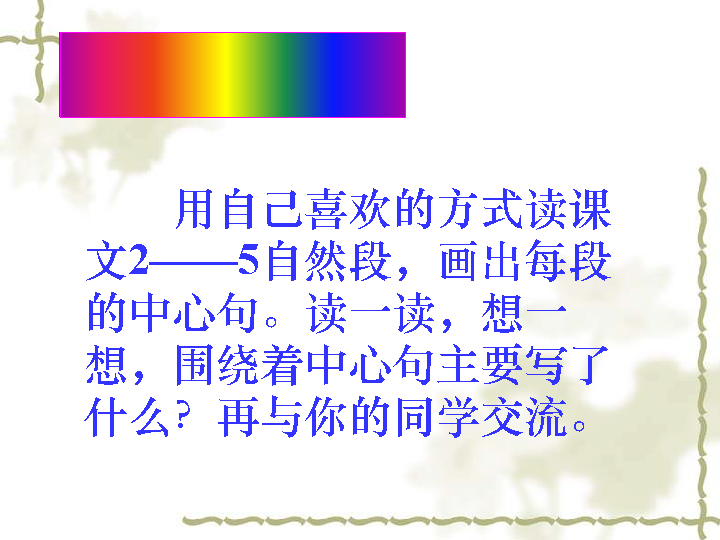 用自己喜欢的方式读课
文2——5自然段，画出每段
的中心句。读一读，想一
想，围绕着中心句主要写了
什么？再与你的同学交流。